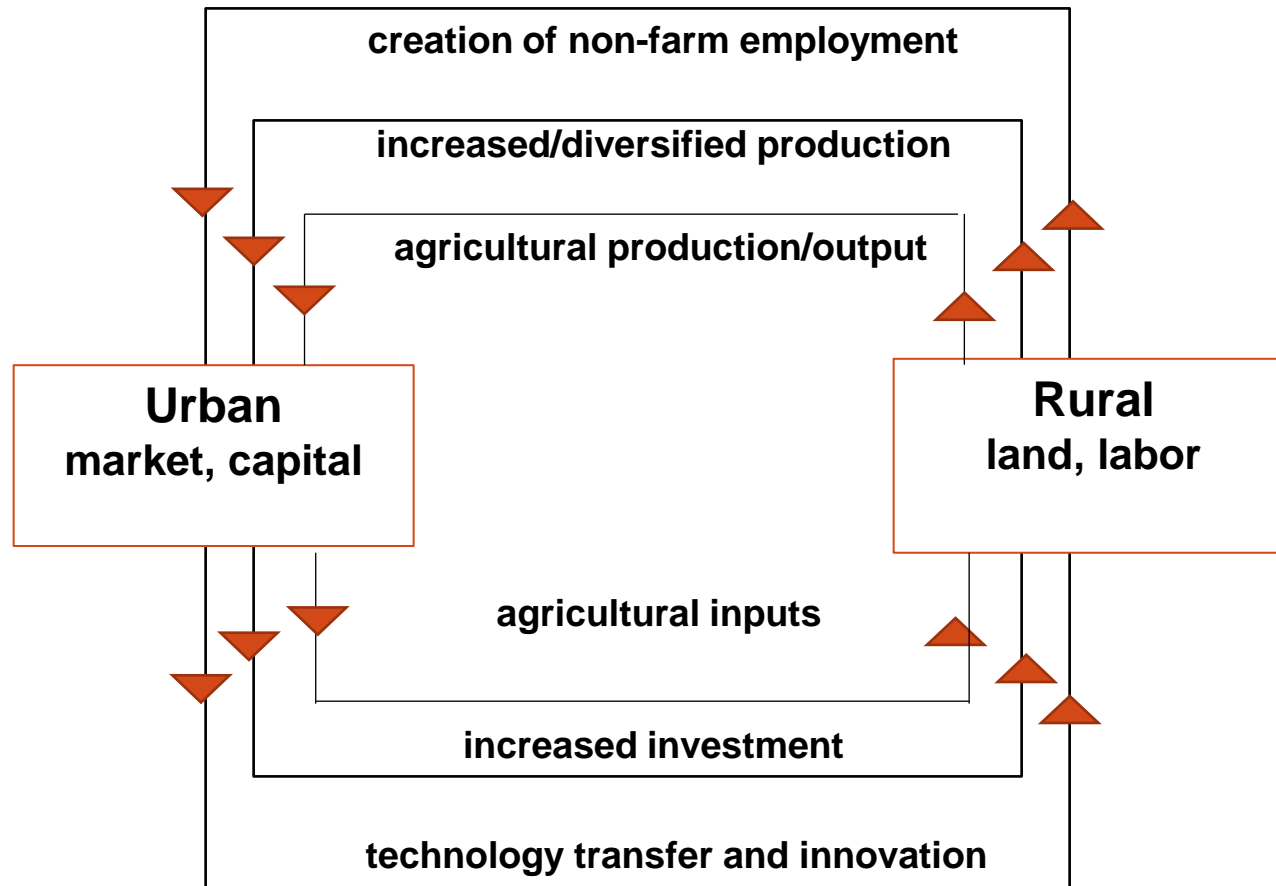 creation of non-farm employment
increased/diversified production
agricultural production/output
Urban
market, capital
Rural
land, labor
agricultural inputs
increased investment
technology transfer and innovation